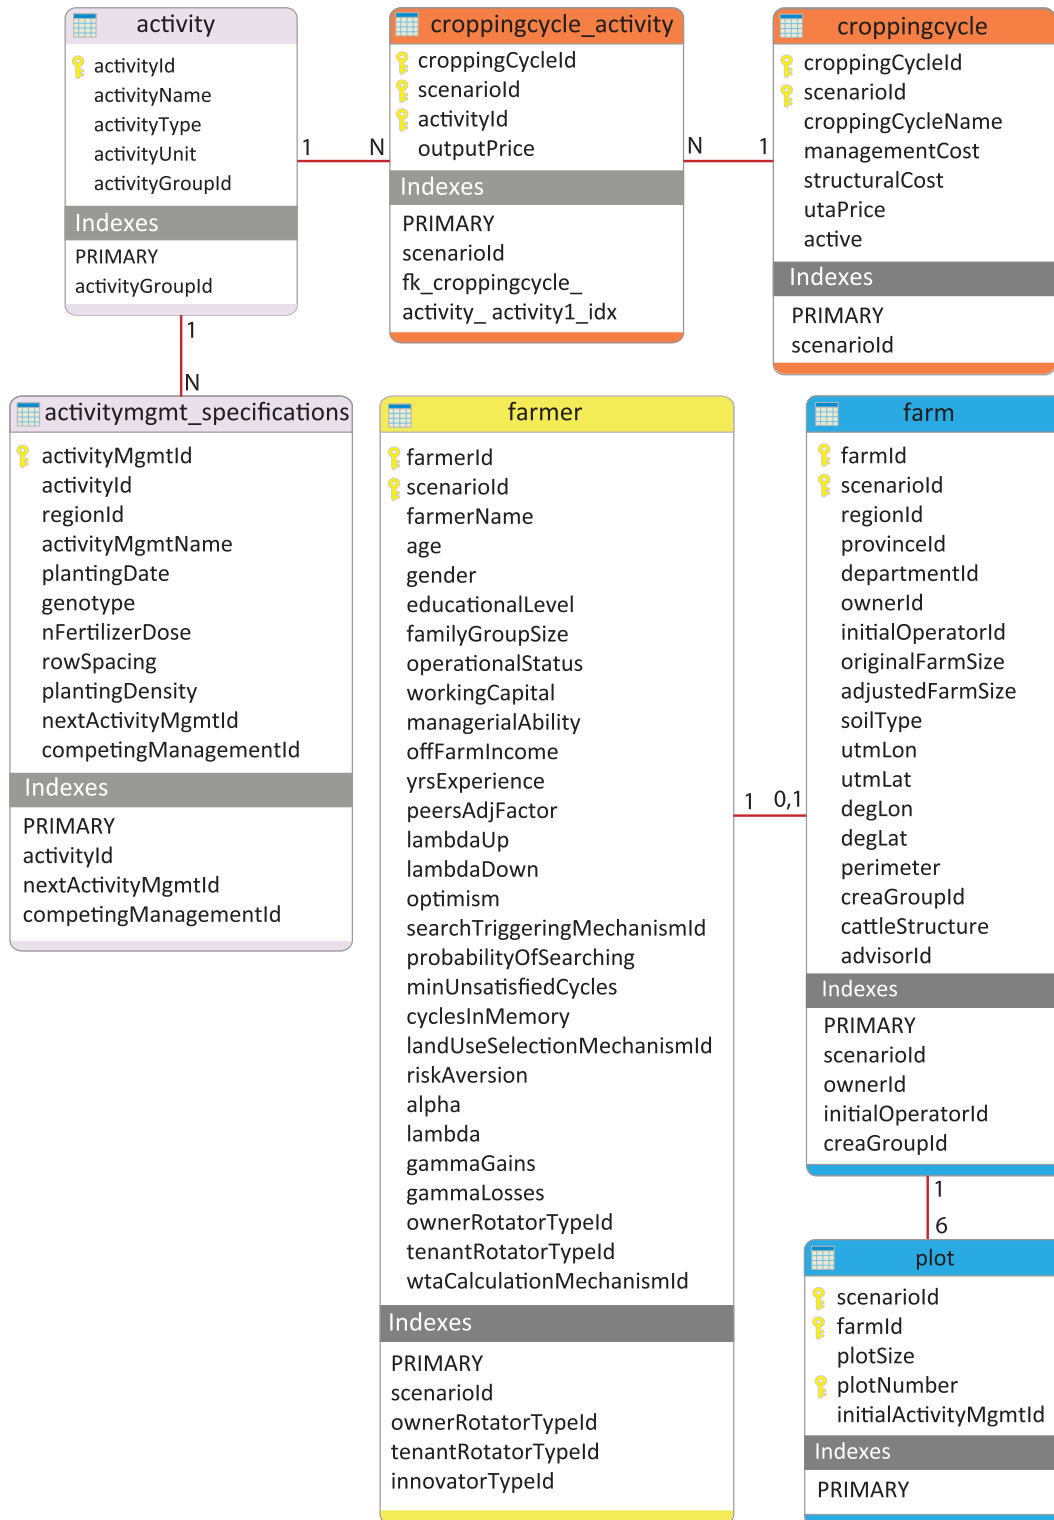 activity
activityId
activityName
activityType
activityUnit
activityGroupId
Indexes
PRIMARY
activityGroupId
1
N
croppingcycle_activity
croppingCycleId
scenarioId
activityId
outputPrice
Indexes
PRIMARY
scenarioId
fk_croppingcycle_
activity_ activity1_idx
N
1
croppingcycle
croppingCycleId
scenarioId
croppingCycleName
managementCost
structuralCost
utaPrice
active
Indexes
PRIMARY
scenarioId
1
N
activitymgmt_specifications
activityMgmtId
activityId
regionId
activityMgmtName
plantingDate
genotype
nFertilizerDose
rowSpacing
plantingDensity
nextActivityMgmtId
competingManagementId
Indexes
PRIMARY
activityId
nextActivityMgmtId
competingManagementId
farmer
farmerId
scenarioId
farmerName
age
gender
educationalLevel
familyGroupSize
operationalStatus
workingCapital
managerialAbility
offFarmIncome
yrsExperience
peersAdjFactor
lambdaUp
lambdaDown
optimism
searchTriggeringMechanismId
probabilityOfSearching
minUnsatisfiedCycles
cyclesInMemory
landUseSelectionMechanismId
riskAversion
alpha
lambda
gammaGains
gammaLosses
ownerRotatorTypeId
tenantRotatorTypeId
wtaCalculationMechanismId
Indexes
PRIMARY
scenarioId
ownerRotatorTypeId
tenantRotatorTypeId
innovatorTypeId
1
0,1
farm
farmId
scenarioId
regionId
provinceId
departmentId
ownerId
initialOperatorId
originalFarmSize
adjustedFarmSize
soilType
utmLon
utmLat
degLon
degLat
perimeter
creaGroupId
cattleStructure
advisorId
Indexes
PRIMARY
scenarioId
ownerId
initialOperatorId
creaGroupId
1
6
plot
scenarioId
farmId
plotSize
plotNumber
initialActivityMgmtId
Indexes
PRIMARY